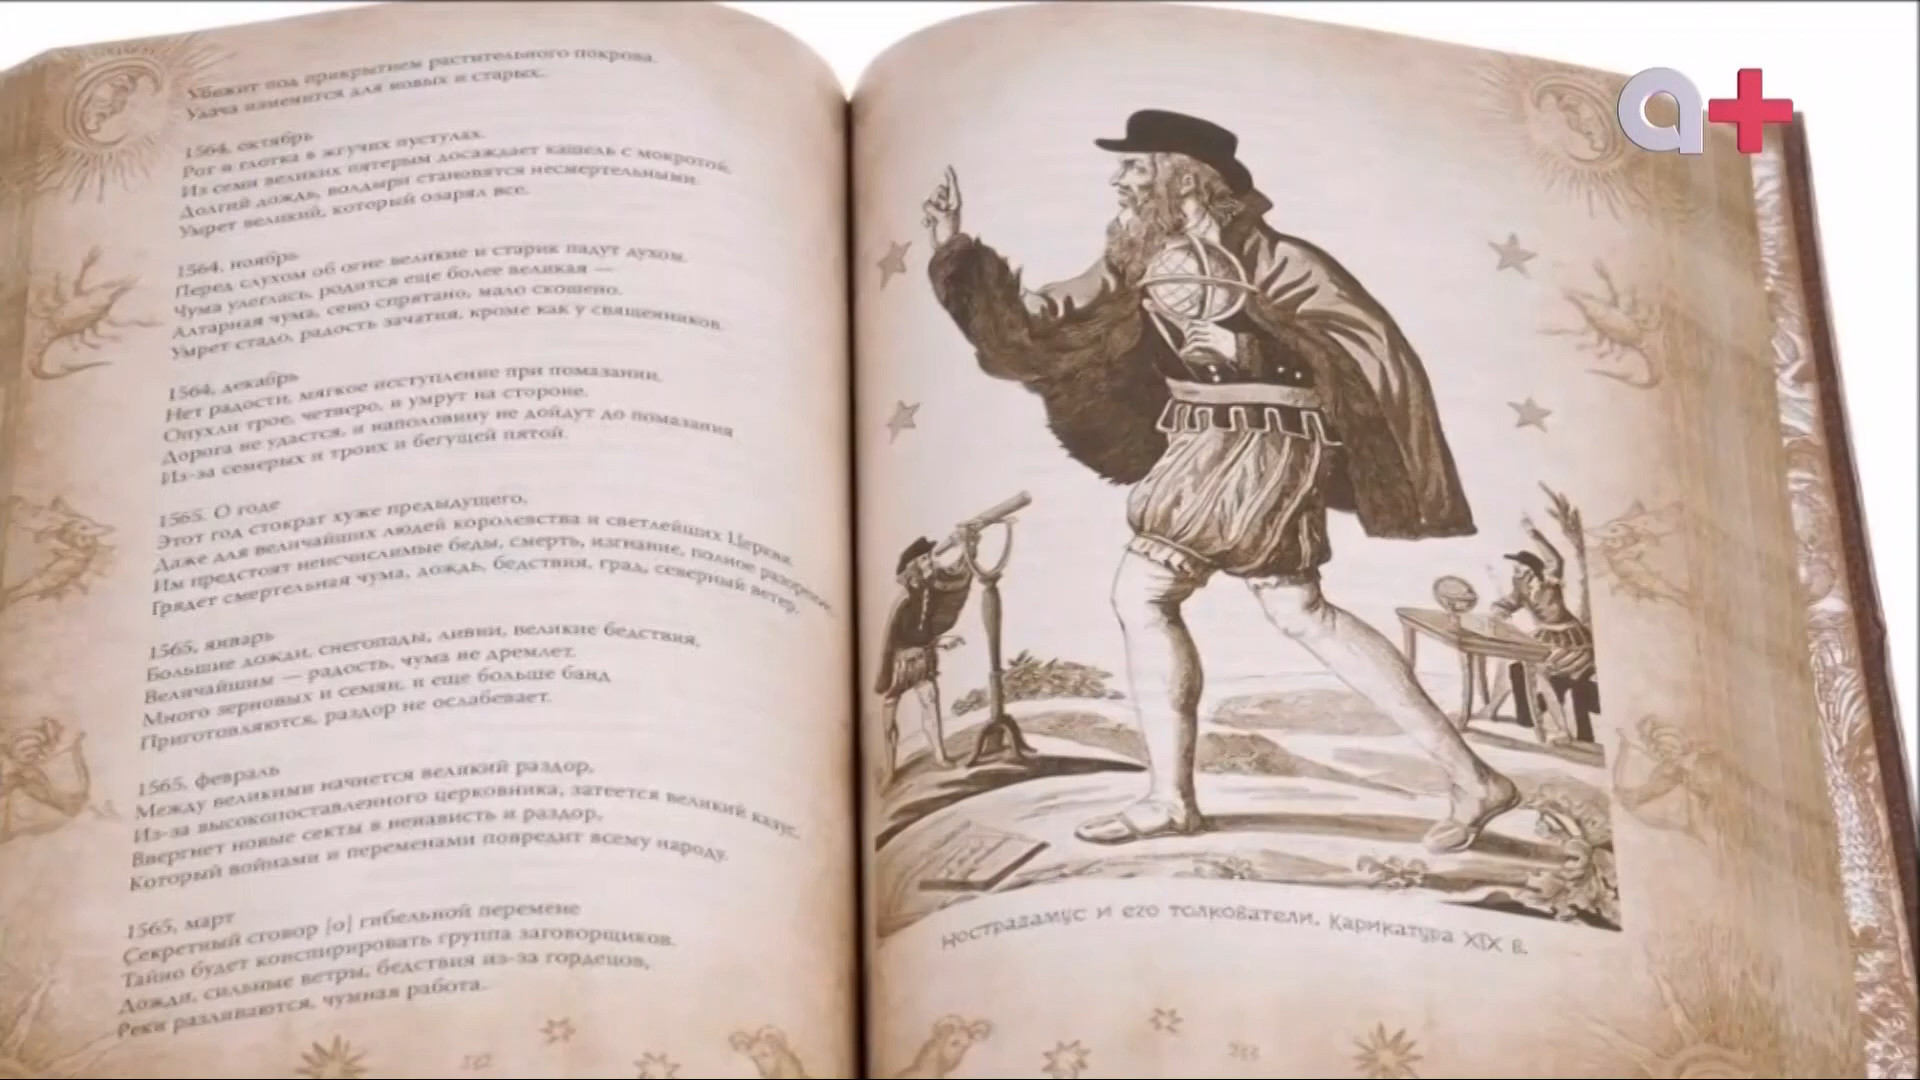 Убежит под прикрытием растительного покрова.
Удача изменится для новых и старых.
1564, октябрь
Рот и глотка в жгучих пустулах.
Из семи великих пятерым досаждает кашель с мокротой.
Долгий дождь, волдыри становятся несмертельными.
Умрет великий, который озарял все.
1564, ноябрь
Перед слухом об огне великие и старик падут духом.
Чума улеглась, родится еще более великая —
Алтарная чума, сено спрятано, мало скошено.
Умрет стадо, радость зачатия, кроме как у священников.
1564, декабрь
Нет радости, мягкое исступление при помазании,
Опухли трое, четверо, и умрут на стороне.
Дорога не удастся, и наполовину не дойдут до помазания
Из-за семерых и троих и бегущей пятой.
1565. О годе
Этот год стократ хуже предыдущего,
Даже для величайших людей королевства и светлейших Церкви.
Им предстоят неисчислимые беды, смерть, изгнание, полное разорение.
Грядет смертельная чума, дождь, бедствия, град, северный ветер.
1565, январь
Большие дожди, снегопады, ливни, великие бедствия,
Величайшим — радость, чума не дремлет.
Много зерновых и семян, и еще больше банд
Приготовляются, раздор не ослабевает.
1565, февраль
Между великими начнется великий раздор,
Из-за высокопоставленного церковника, затеется великий казус,
Ввергнет новые секты в ненависть и раздор,
Который войнами и переменами повредит всему народу.
1565, март
Секретный сговор [о] гибельной перемене
Тайно будет конспирировать группа заговорщиков.
Дожди, сильные ветры, бедствия из-за гордецов,
Реки разливаются, чумная работа.
Нострадамус и его толкователи. Карикатура XIX в.
a+